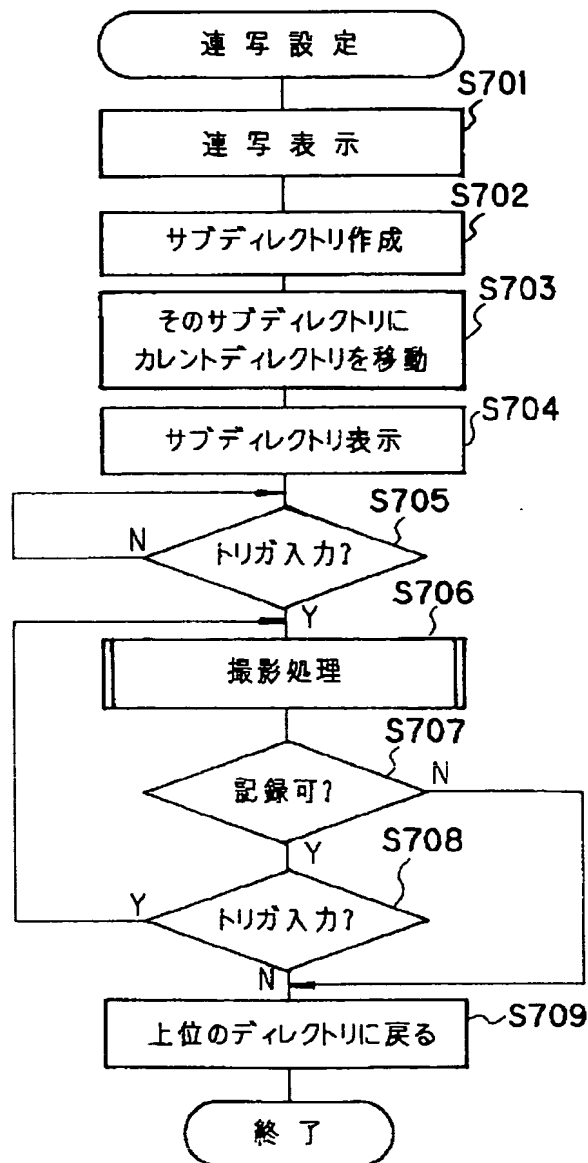 連写設定
S701
連写表示
S702
サブディレクトリ作成
S703
そのサブディレクトリに
カレントディレクトリを移動
S704
サブディレクトリ表示
S705
トリガ入力?
N
Y
S706
撮影処理
S707
記録可?
N
Y
S708
トリガ入力?
Y
N
S709
上位のディレクトリに戻る
終了